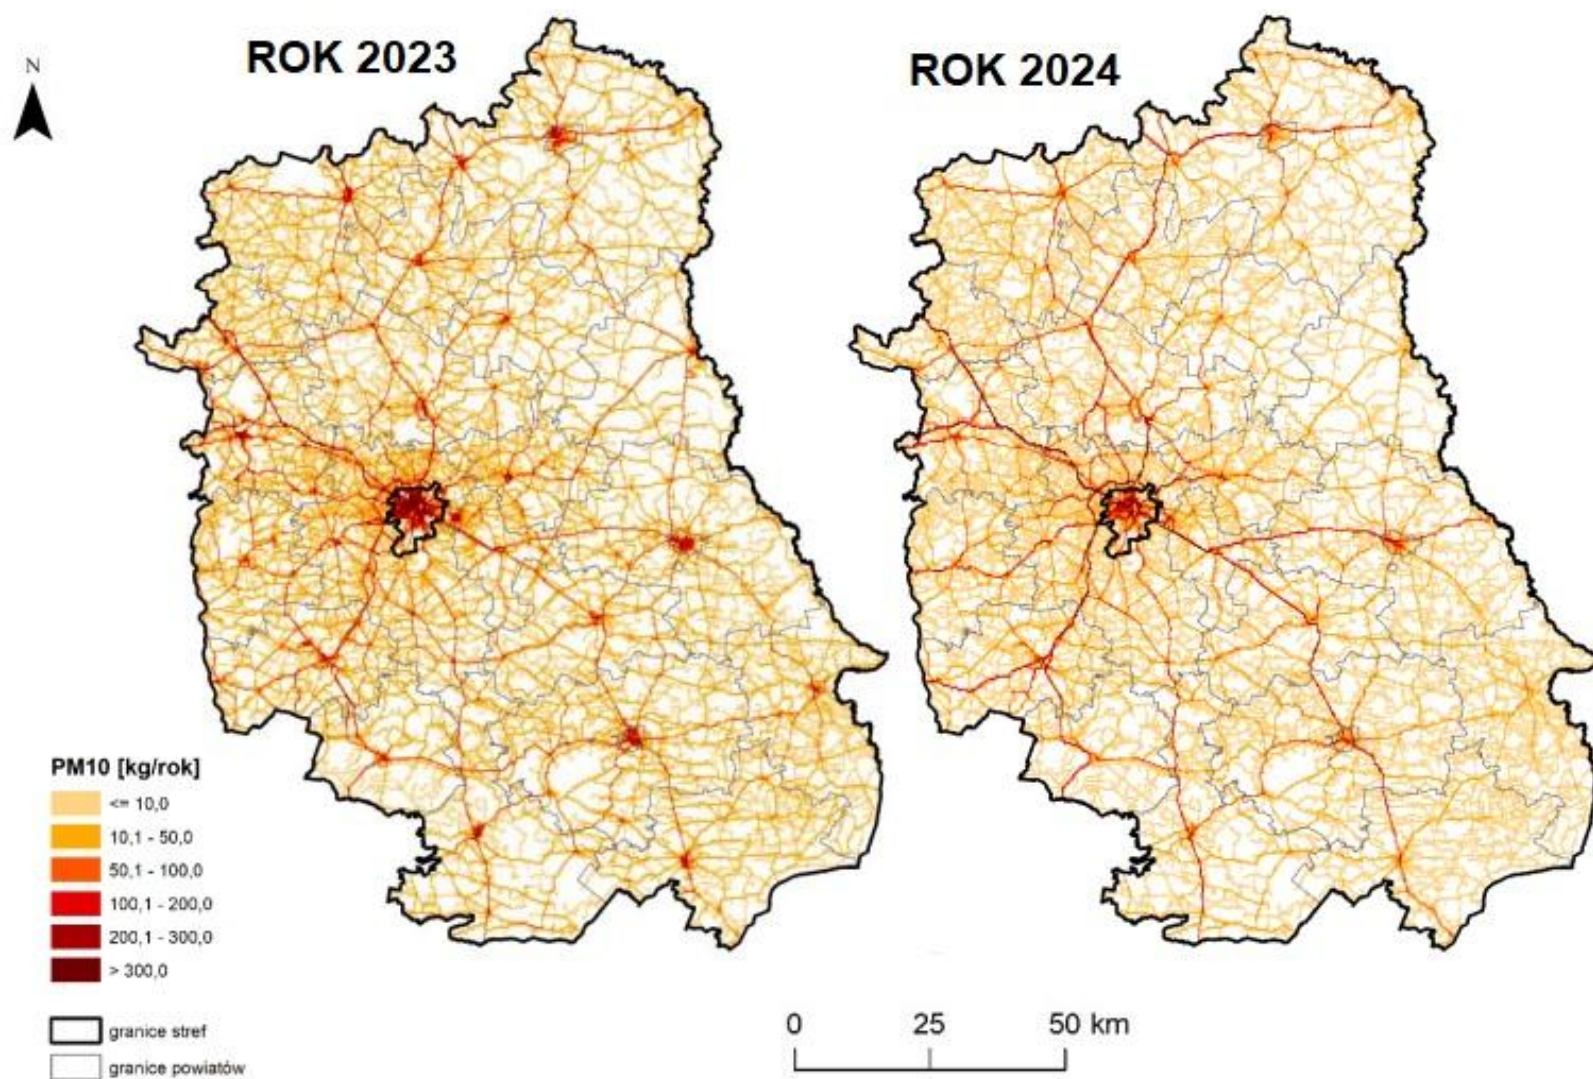 ROK 2023
ROK 2024
N
PM10 [kg/rok]
<= 10,0
10,1 - 50,0
50,1 - 100,0
100,1 - 200,0
200,1 - 300,0
> 300,0
granice stref
granice powiatów
0 25 50 km